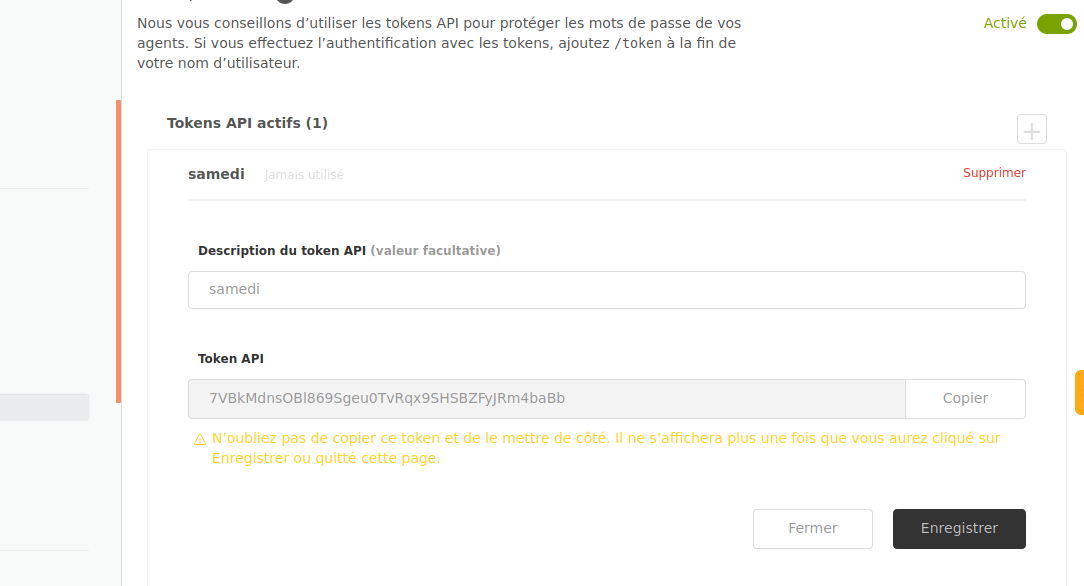 Nous vous conseillons d’utiliser les tokens API pour protéger les mots de passe de vos
agents. Si vous effectuez l’authentification avec les tokens, ajoutez /token à la fin de
votre nom d’utilisateur.
Activé
Tokens API actifs (1)
samedi Jamais utilisé Supprimer
Description du token API (valeur facultative)
samedi
Token API
7VBkMdnsOBl869Sgeu0TvRqx9SHSBZFyJRm4baBb Copier
N’oubliez pas de copier ce token et de le mettre de côté. Il ne s’affichera plus une fois que vous aurez cliqué sur
Enregistrer ou quitté cette page.
Fermer Enregistrer